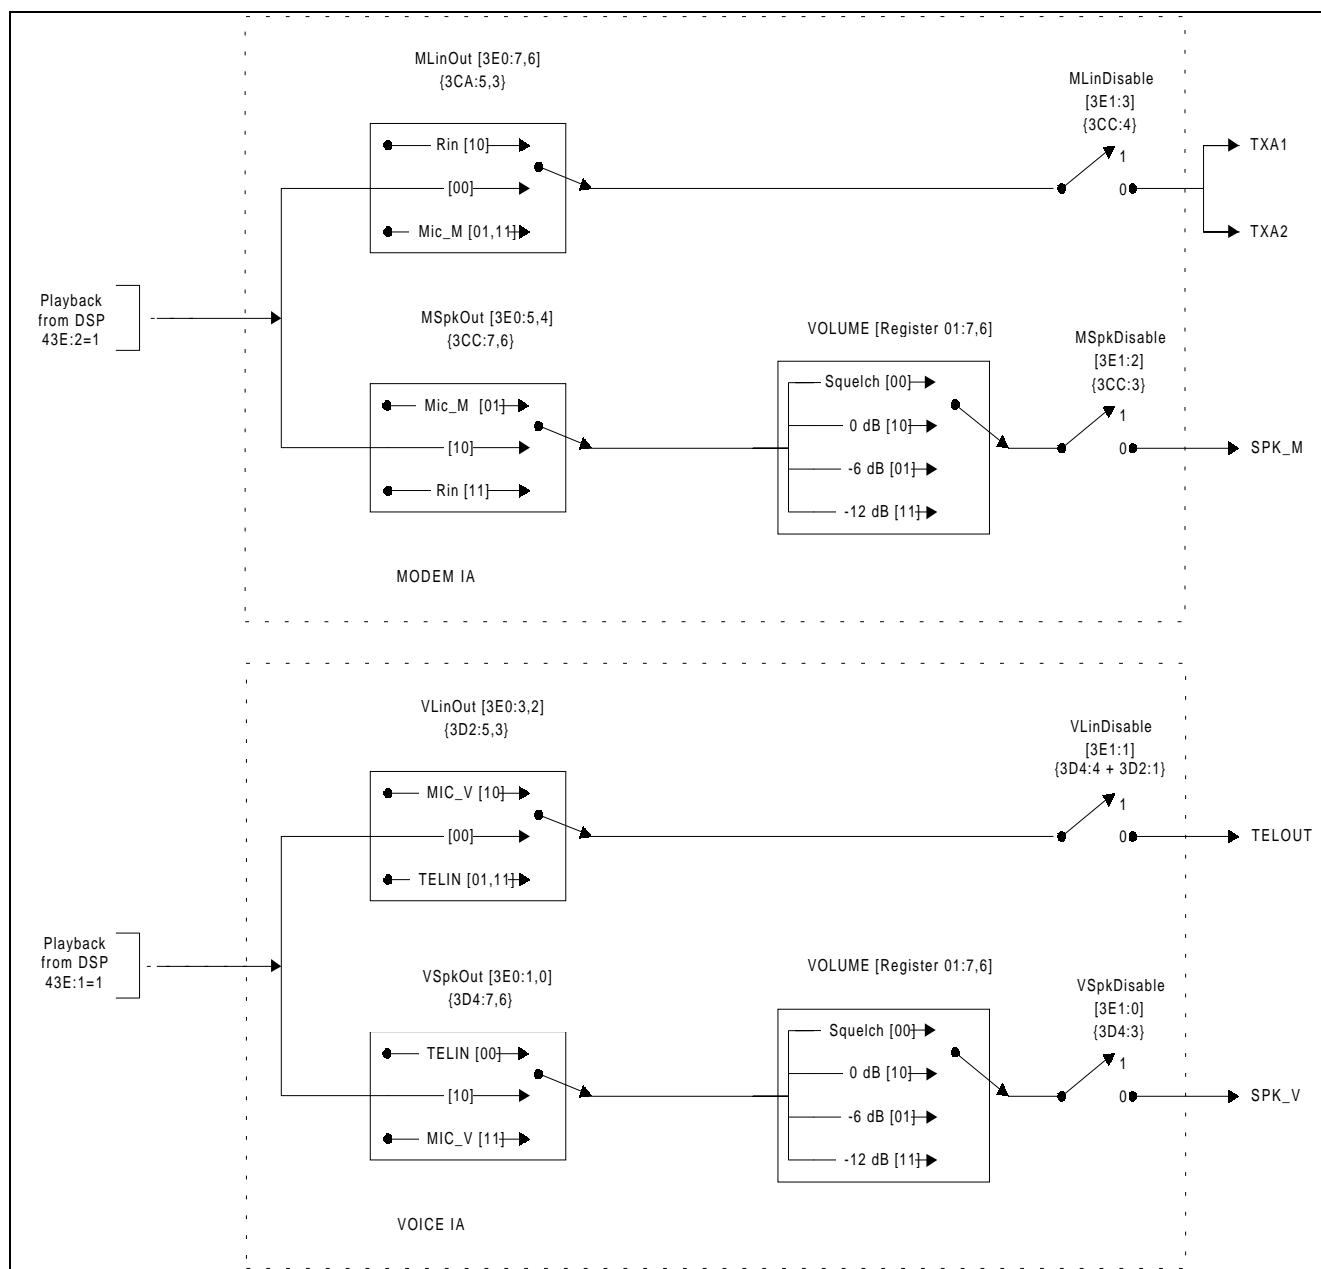 MLinOut [3E0:7,6]
{3CA:5,3}
MLinDisable
[3E1:3]
{3CC:4}
Rin [10]
[00]
Mic_M [01,11]
1
0
TXA1
TXA2
Playback
from DSP
43E:2=1
MSpkOut [3E0:5,4]
{3CC:7,6}
VOLUME [Register 01:7,6]
MSpkDisable
[3E1:2]
{3CC:3}
Mic_M [01]
[10]
Rin [11]
Squelch [00]
0 dB [10]
-6 dB [01]
-12 dB [11]
1
0
SPK_M
MODEM IA
VLinOut [3E0:3,2]
{3D2:5,3}
VLinDisable
[3E1:1]
{3D4:4 + 3D2:1}
MIC_V [10]
[00]
TELIN [01,11]
1
0
TELOUT
Playback
from DSP
43E:1=1
VSpkOut [3E0:1,0]
{3D4:7,6}
VOLUME [Register 01:7,6]
VSpkDisable
[3E1:0]
{3D4:3}
TELIN [00]
[10]
MIC_V [11]
Squelch [00]
0 dB [10]
-6 dB [01]
-12 dB [11]
1
0
SPK_V
VOICE IA